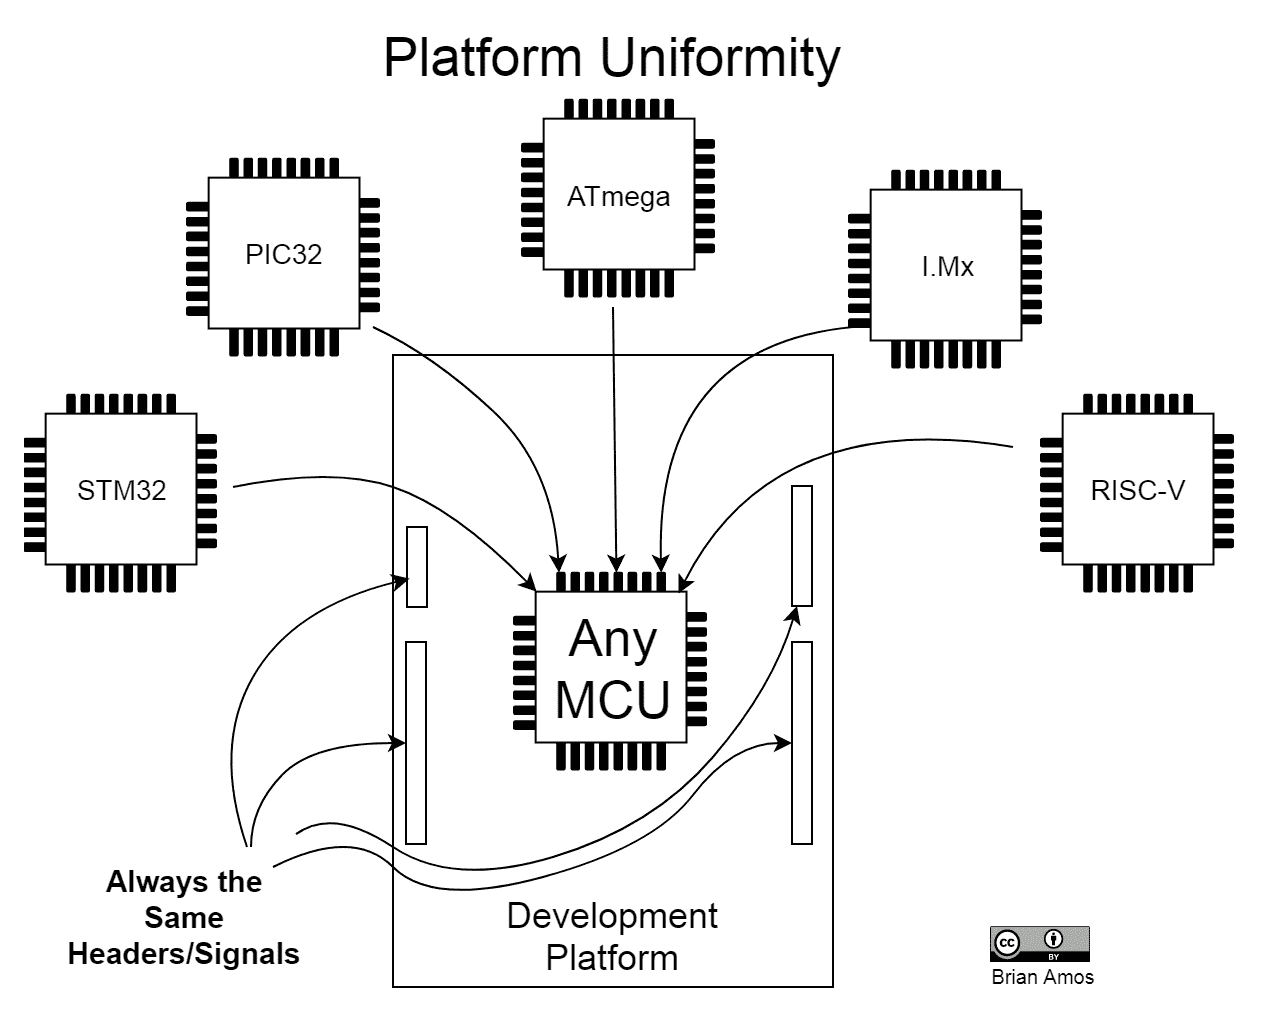 Platform Uniformity
ATmega
PIC32
I.Mx
STM32
RISC-V
Any
MCU
Always the
Same
Headers/Signals
Development
Platform
cc
BY
Brian Amos